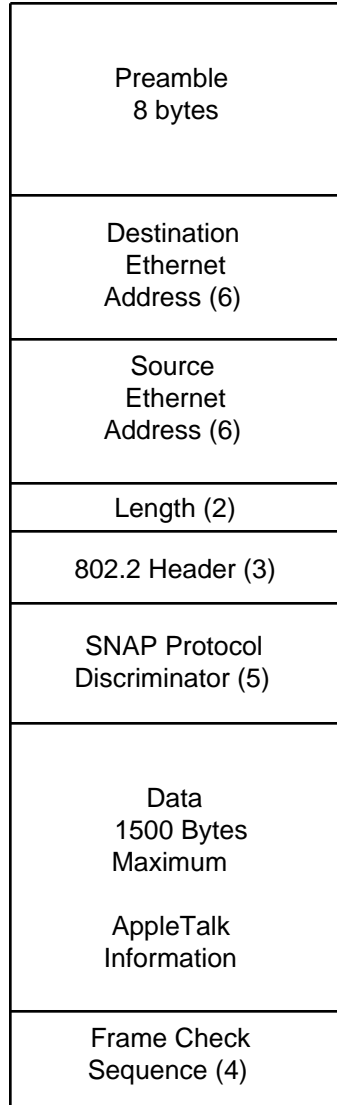 Preamble
8 bytes
Destination
Ethernet
Address (6)
Source
Ethernet
Address (6)
Length (2)
802.2 Header (3)
SNAP Protocol
Discriminator (5)
Data
1500 Bytes
Maximum
AppleTalk
Information
Frame Check
Sequence (4)